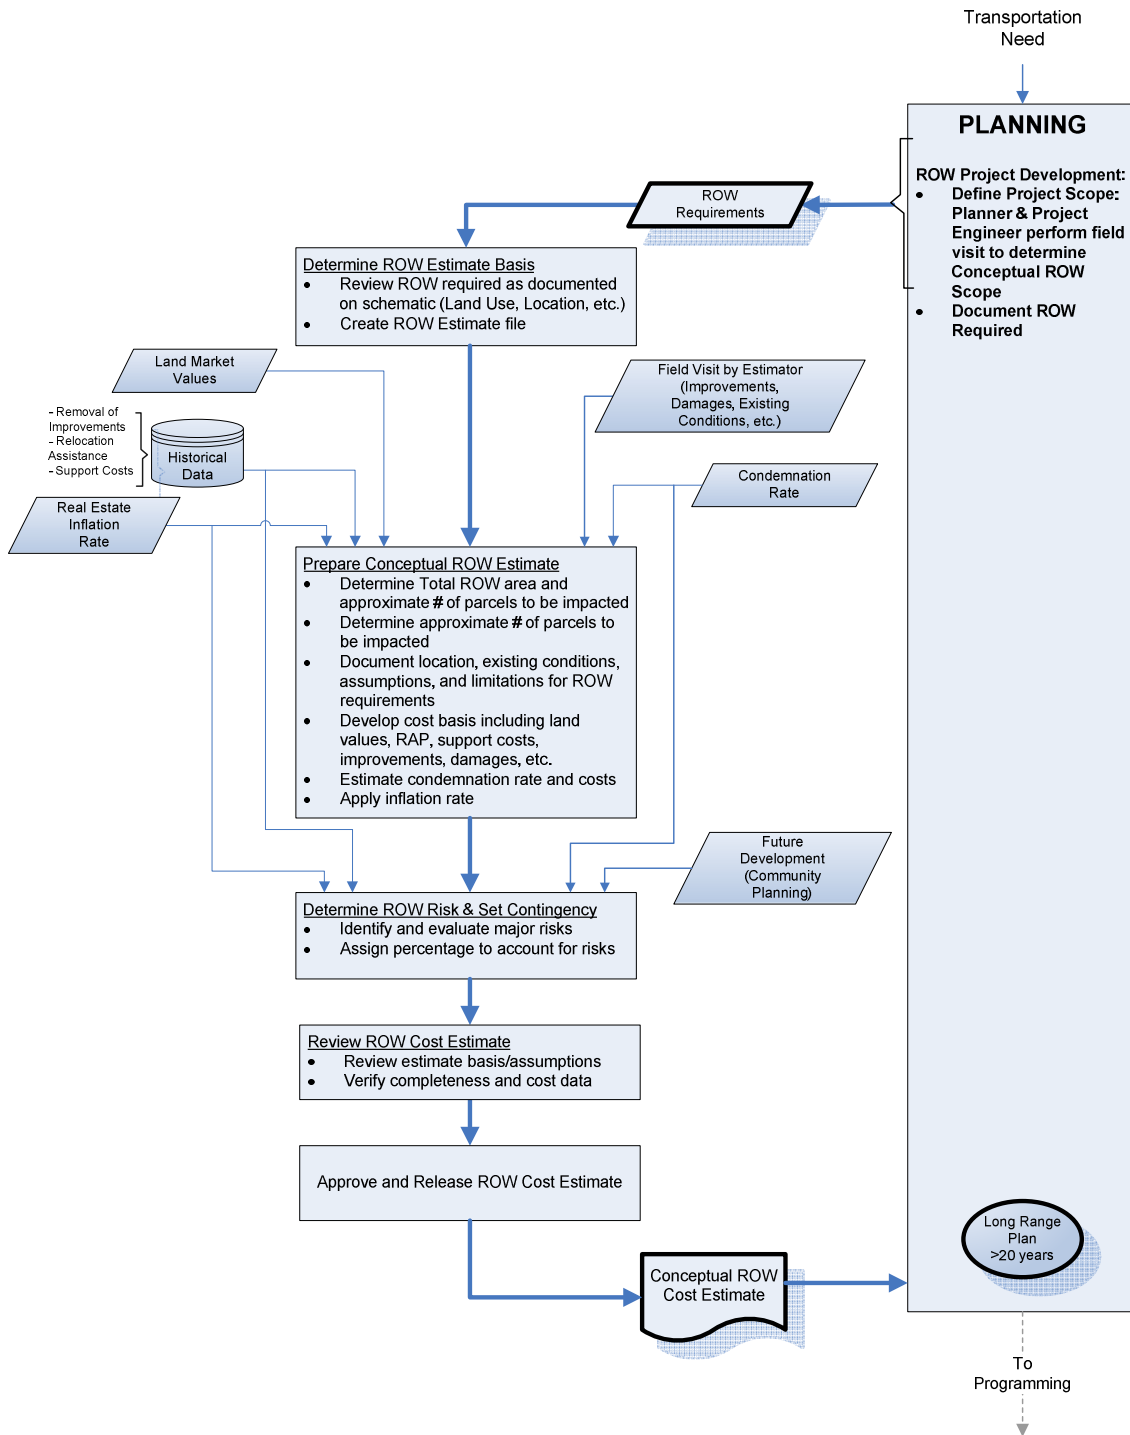 Transportation
Need
PLANNING
ROW Project Development:
• Define Project Scope:
Planner & Project
Engineer perform field
visit to determine
Conceptual ROW
Scope
• Document ROW
Required
ROW
Requirements
Determine ROW Estimate Basis
• Review ROW required as documented
on schematic (Land Use, Location, etc.)
• Create ROW Estimate file
Land Market
Values
Field Visit by Estimator
(Improvements,
Damages, Existing
Conditions, etc.)
- Removal of
Improvements
- Relocation
Assistance
- Support Costs
Historical
Data
Condemnation
Rate
Real Estate
Inflation
Rate
Prepare Conceptual ROW Estimate
• Determine Total ROW area and
approximate # of parcels to be impacted
• Determine approximate # of parcels to
be impacted
• Document location, existing conditions,
assumptions, and limitations for ROW
requirements
• Develop cost basis including land
values, RAP, support costs,
improvements, damages, etc.
• Estimate condemnation rate and costs
• Apply inflation rate
Future
Development
(Community
Planning)
Determine ROW Risk & Set Contingency
• Identify and evaluate major risks
• Assign percentage to account for risks
Review ROW Cost Estimate
• Review estimate basis/assumptions
• Verify completeness and cost data
Approve and Release ROW Cost Estimate
Long Range
Plan
>20 years
Conceptual ROW
Cost Estimate
To
Programming